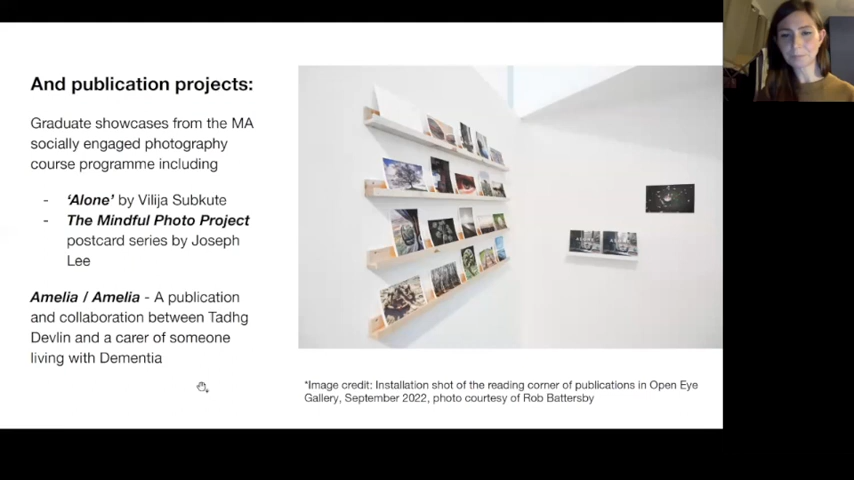 And publication projects:
Graduate showcases from the MA
socially engaged photography
course programme including
- 'Alone' by Vilija Subkute
- The Mindful Photo Project
postcard series by Joseph
Lee
Amelia / Amelia - A publication
and collaboration between Tadhg
Devlin and a carer of someone
living with Dementia
*Image credit: Installation shot of the reading corner of publications in Open Eye
Gallery, September 2022, photo courtesy of Rob Battersby